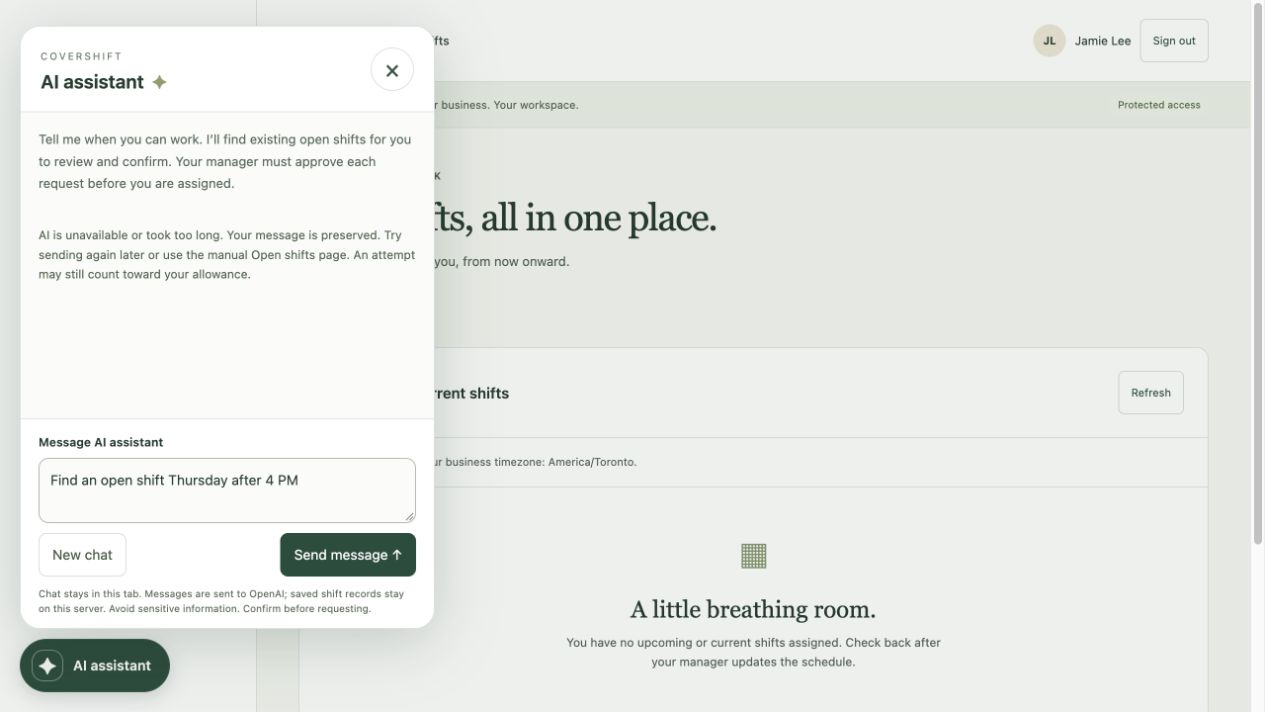 COVERSHIFT
AI assistant
Tell me when you can work. I'll find existing open shifts for you
to review and confirm. Your manager must approve each
request before you are assigned.
AI is unavailable or took too long. Your message is preserved. Try
sending again later or use the manual Open shifts page. An attempt
may still count toward your allowance.
Message AI assistant
Find an open shift Thursday after 4 PM
New chat
Send message ↑
Chat stays in this tab. Messages are sent to OpenAI; saved shift records stay
on this server. Avoid sensitive information. Confirm before requesting.
AI assistant
JL
Jamie Lee
Sign out
business. Your workspace.
Protected access
all in one place.
you, from now onward.
shifts
Refresh
business timezone: America/Toronto.
A little breathing room.
You have no upcoming or current shifts assigned. Check back after
your manager updates the schedule.